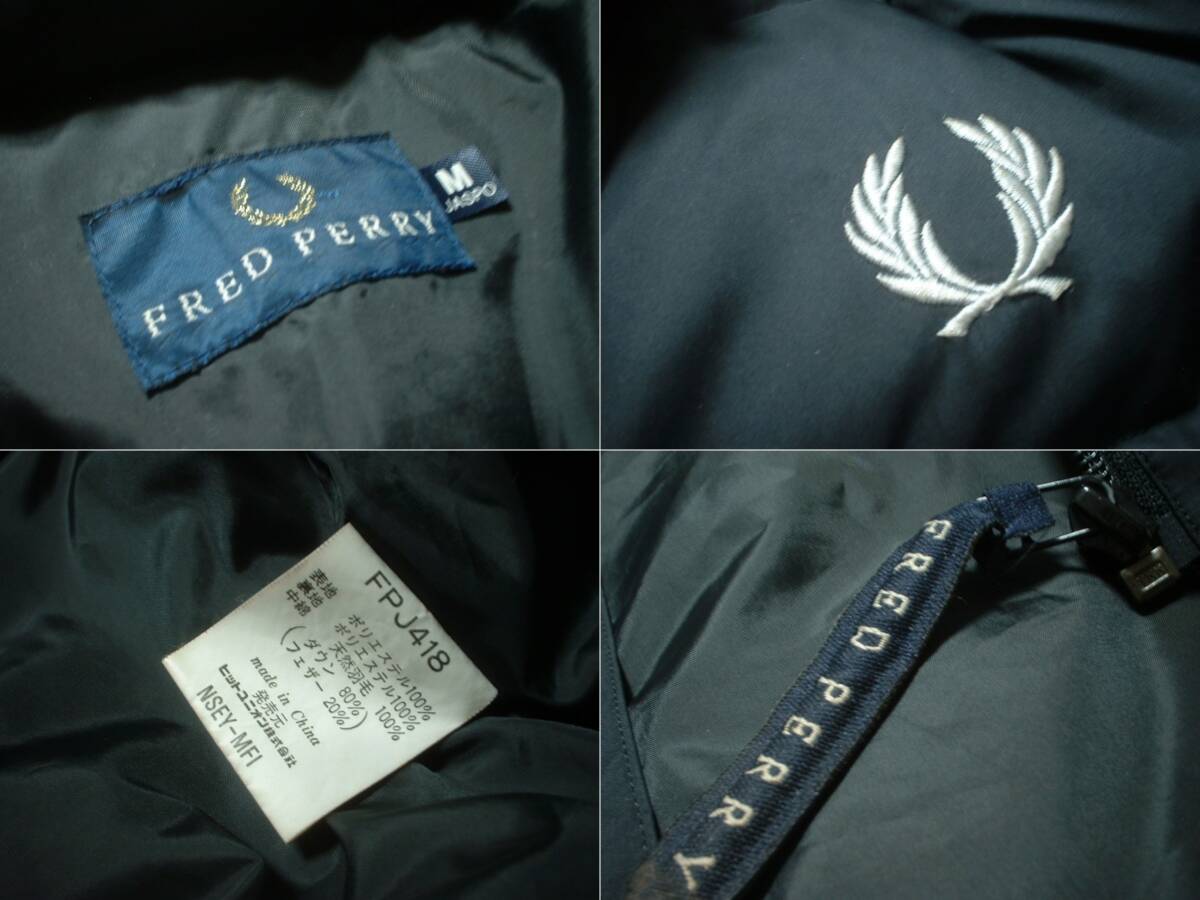 FRED PERRY
M
JASPO
FPJ418
表地 ポリエステル100%
裏地 ポリエステル100%
中綿 天然羽毛 100%
(ダウン 80%
フェザー 20%)
made in China
発売元
ヒットユニオン株式会社
NSEY-MFI
FRED PERRY